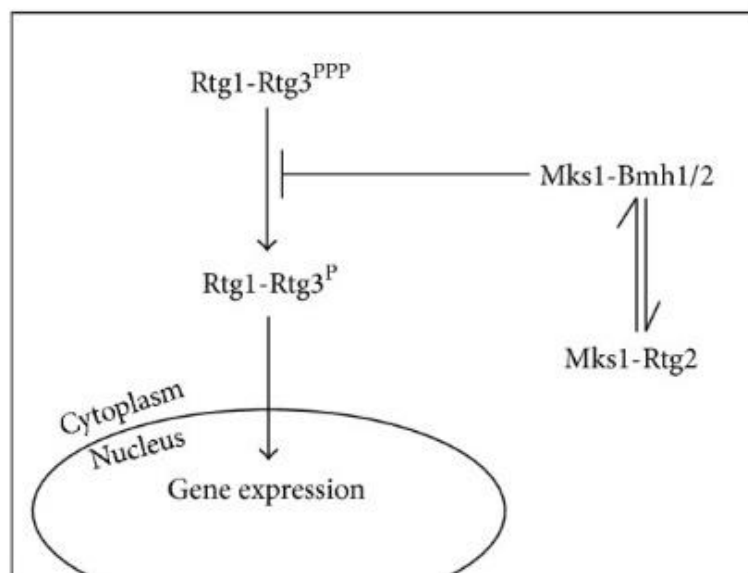 Rtg1-Rtg3PPP
Mks1-Bmh1/2
Rtg1-Rtg3P
Mks1-Rtg2
Cytoplasm
Nucleus
Gene expression